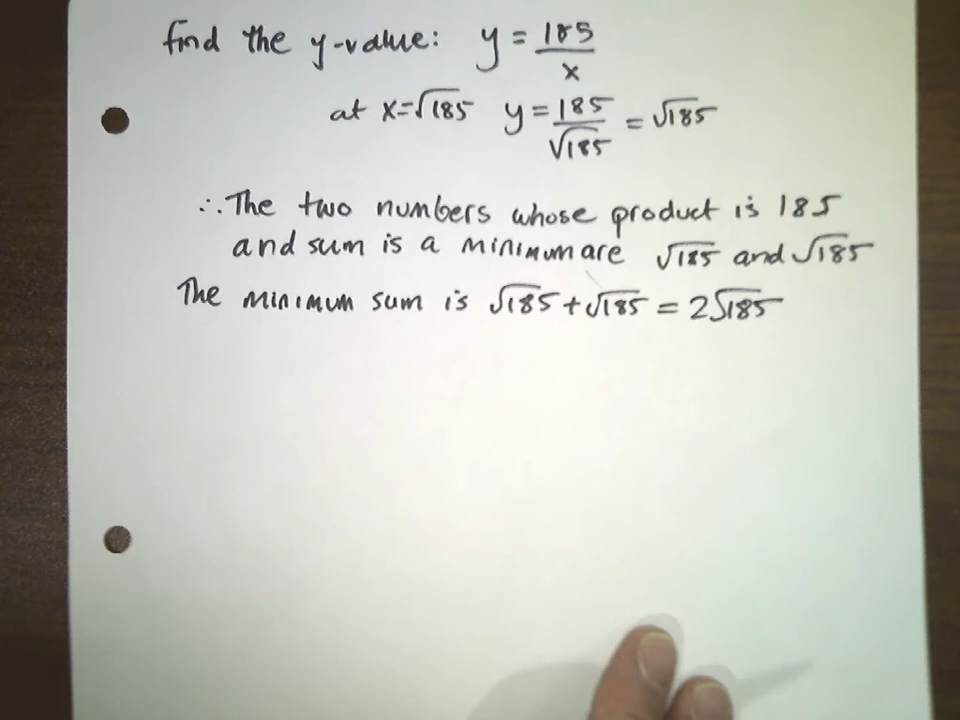 find the y-value: y = 185/x
at x=√185 y = 185/√185 = √185
∴ The two numbers whose product is 185
and sum is a minimum are √185 and √185
The minimum sum is √185 + √185 = 2√185